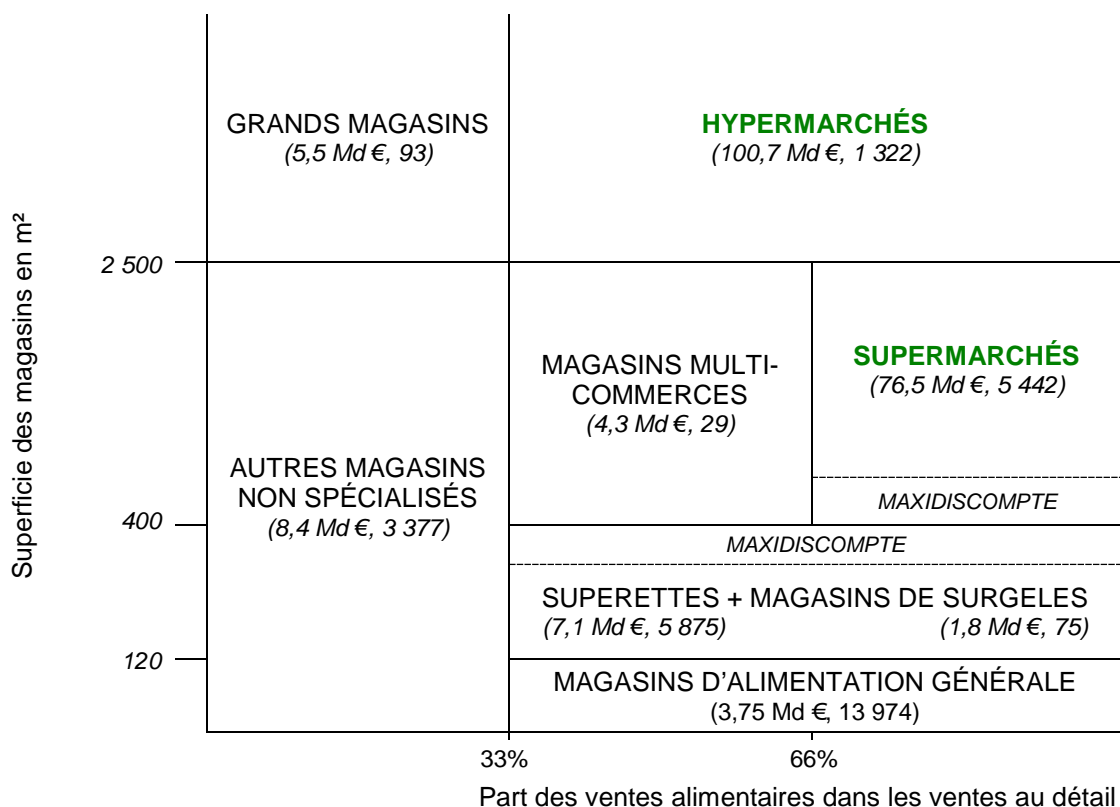 GRANDS MAGASINS
(5,5 Md €, 93)
HYPERMARCHÉS
(100,7 Md €, 1 322)
Superficie des magasins en m²
2 500
MAGASINS MULTI-
COMMERCES
(4,3 Md €, 29)
SUPERMARCHÉS
(76,5 Md €, 5 442)
AUTRES MAGASINS
NON SPÉCIALISÉS
(8,4 Md €, 3 377)
MAXIDISCOMPTE
400
MAXIDISCOMPTE
SUPERETTES + MAGASINS DE SURGELES
(7,1 Md €, 5 875) (1,8 Md €, 75)
120
MAGASINS D’ALIMENTATION GÉNÉRALE
(3,75 Md €, 13 974)
33% 66%
Part des ventes alimentaires dans les ventes au détail